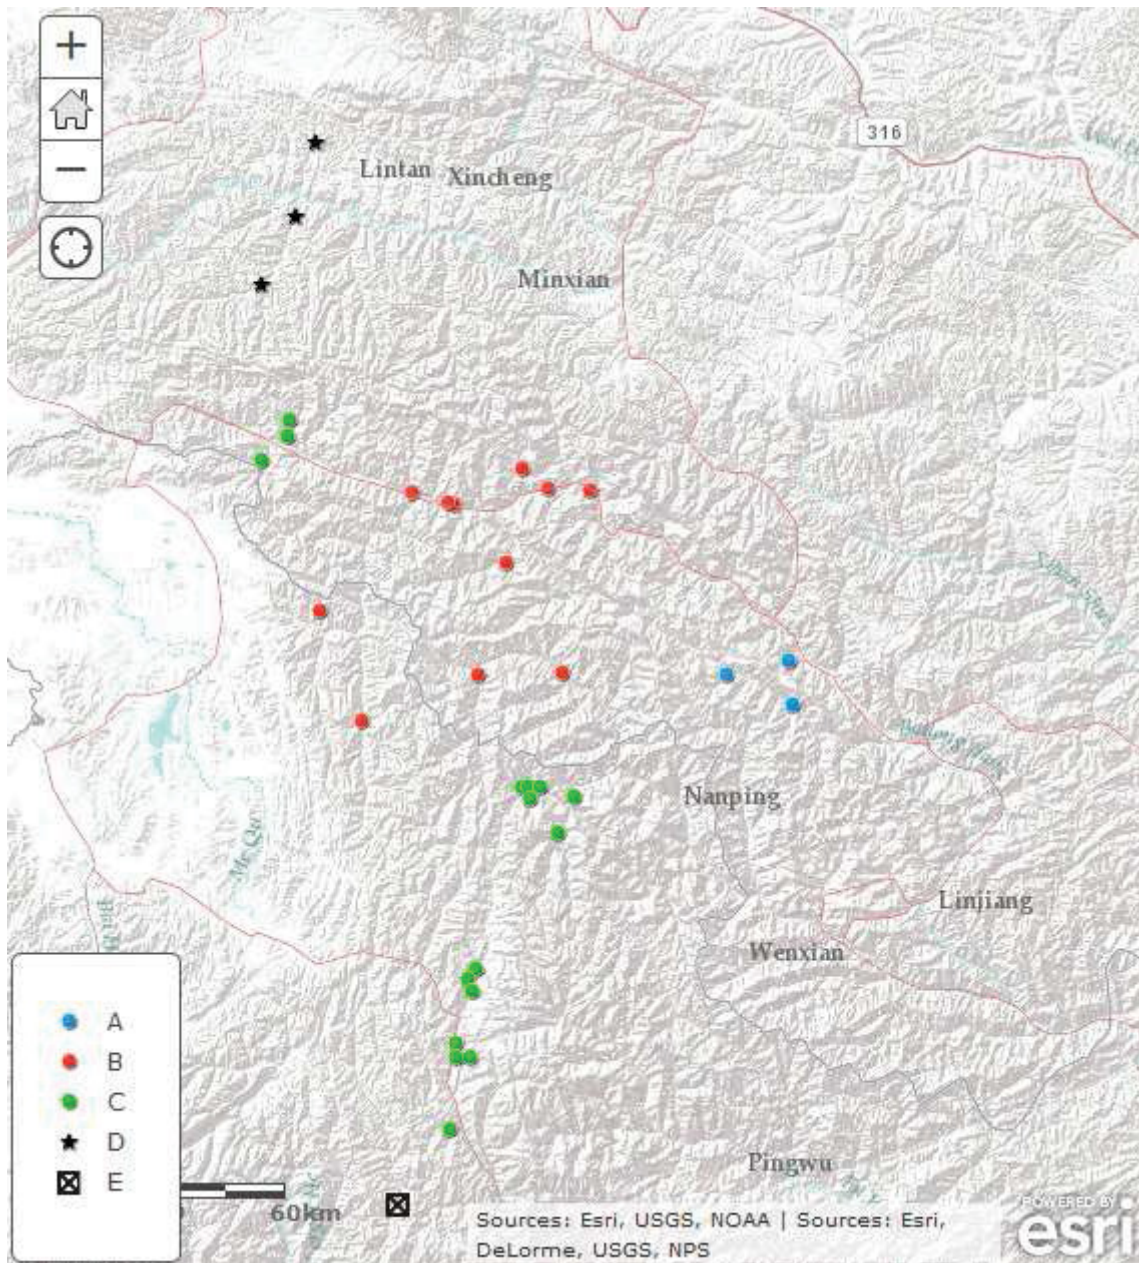 +
316
Lintan
Xincheng
−
Minxian
Nanping
Linjiang
Wenxian
A
B
C
D
E
Pingwu
60km
Sources: Esri, USGS, NOAA | Sources: Esri,
DeLorme, USGS, NPS
POWERED BY
esri